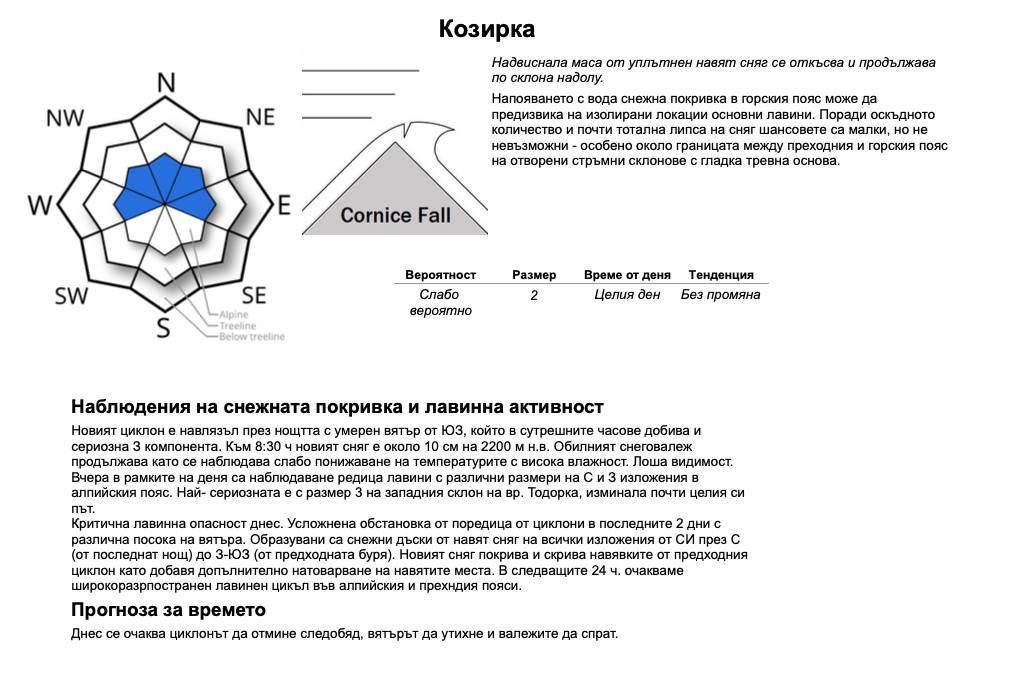 Козирка
Надвиснала маса от уплътнен навят сняг се откъсва и продължава
по склона надолу.
Напояването с вода снежна покривка в горския пояс може да
предизвика на изолирани локации основни лавини. Поради оскъдното
количество и почти тотална липса на сняг шансовете са малки, но не
невъзможни - особено около границата между преходния и горския пояс
на отворени стръмни склонове с гладка тревна основа.
N
NW
NE
W
E
SW
SE
S
Alpine
Treeline
Below treeline
Cornice Fall
Вероятност Размер Време от деня Тенденция
Слабо 2 Целия ден Без промяна
вероятно
Наблюдения на снежната покривка и лавинна активност
Новият циклон е навлязъл през нощтта с умерен вятър от ЮЗ, който в сутрешните часове добива и
сериозна З компонента. Към 8:30 ч новият сняг е около 10 см на 2200 м н.в. Обилният снеговалеж
продължава като се наблюдава слабо понижаване на температурите с висока влажност. Лоша видимост.
Вчера в рамките на деня са наблюдаване редица лавини с различни размери на С и З изложения в
алпийския пояс. Най- сериозната е с размер 3 на западния склон на вр. Тодорка, изминала почти целия си
път.
Критична лавинна опасност днес. Усложнена обстановка от поредица от циклони в последните 2 дни с
различна посока на вятъра. Образувани са снежни дъски от навят сняг на всички изложения от СИ през С
(от последнат нощ) до З-ЮЗ (от предходната буря). Новият сняг покрива и скрива навявките от предходния
циклон като добавя допълнително натоварване на навятите места. В следващите 24 ч. очакваме
широкоразрпостранен лавинен цикъл във алпийския и прехндия пояси.
Прогноза за времето
Днес се очаква циклонът да отмине следобяд, вятърът да утихне и валежите да спрат.